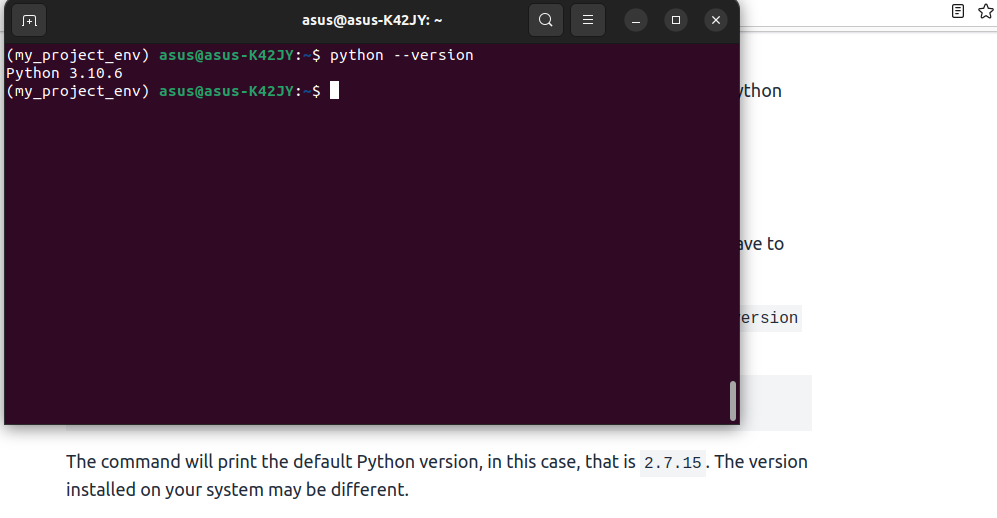 asus@asus-K42JY: ~
(my_project_env) asus@asus-K42JY:~$ python --version
Python 3.10.6
(my_project_env) asus@asus-K42JY:~$
ython
ave to
ersion
The command will print the default Python version, in this case, that is 2.7.15. The version
installed on your system may be different.